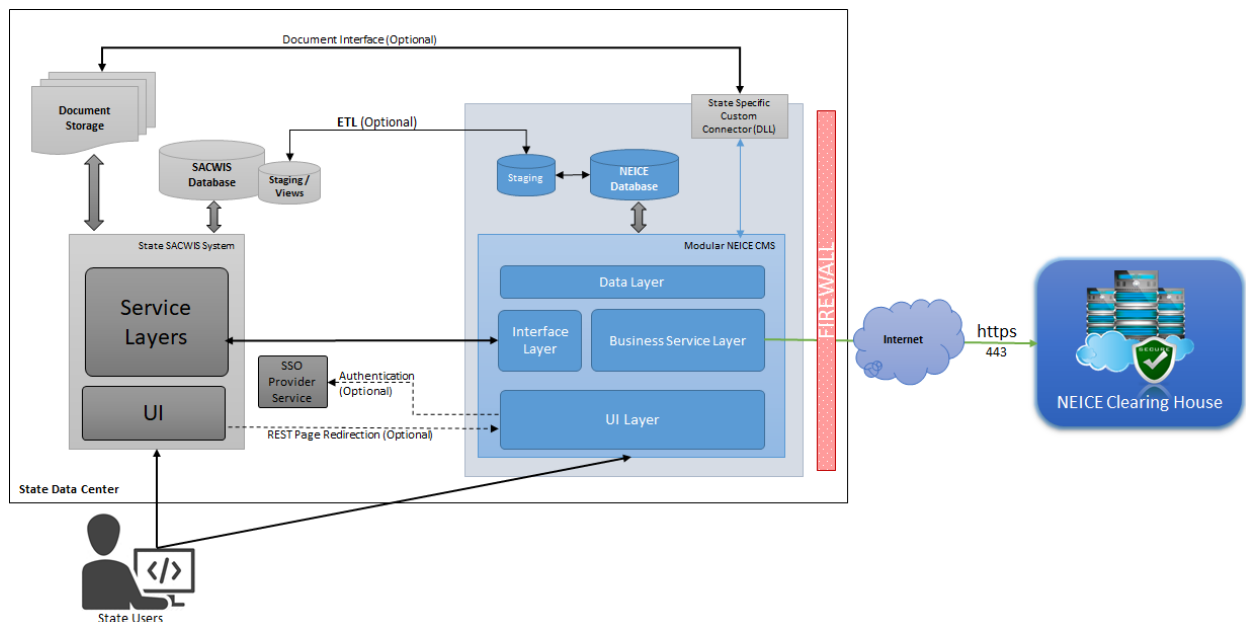 Document Interface (Optional)
Document
Storage
State Specific
Custom
Connector (DLL)
ETL (Optional)
SACWIS
Database
Staging /
Views
Staging
NEICE
Database
State SACWIS System
Modular NEICE CMS
Service
Layers
Data Layer
Interface
Layer
Business Service Layer
FIREWALL
Internet
https
443
SECURE
NEICE Clearing House
SSO
Provider
Service
Authentication
(Optional)
UI
UI Layer
REST Page Redirection (Optional)
State Data Center
State Users